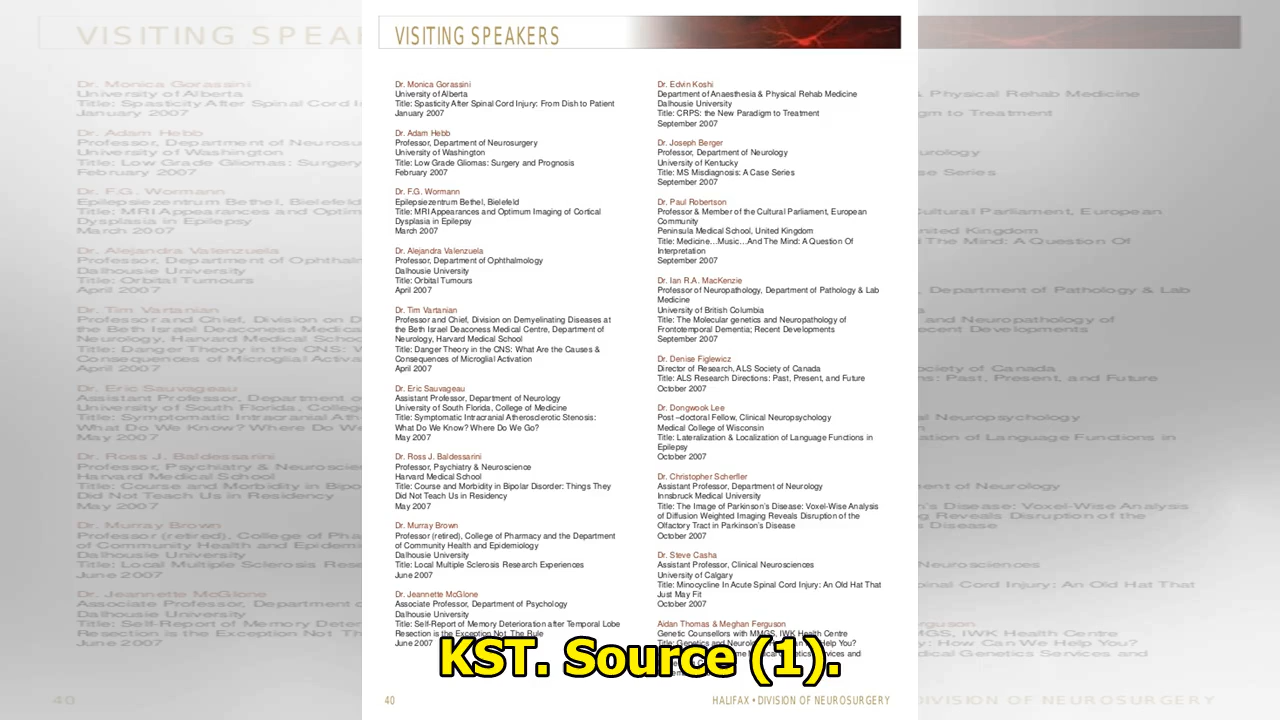 VISITING SPEAKERS
Dr. Monica Gorassini
University of Alberta
Title: Spasticity After Spinal Cord Injury: From Dish to Patient
January 2007
Dr. Adam Hebb
Professor, Department of Neurosurgery
University of Washington
Title: Low Grade Gliomas: Surgery and Prognosis
February 2007
Dr. F.G. Wormann
Epilepsiezentrum Bethel, Bielefeld
Title: MRI Appearances and Optimum Imaging of Cortical
Dysplasia in Epilepsy
March 2007
Dr. Alejandra Valenzuela
Professor, Department of Ophthalmology
Dalhousie University
Title: Orbital Tumours
April 2007
Dr. Tim Vartanian
Professor and Chief, Division on Demyelinating Diseases at
the Beth Israel Deaconess Medical Centre, Department of
Neurology, Harvard Medical School
Title: Danger Theory in the CNS: What Are the Causes &
Consequences of Microglial Activation
April 2007
Dr. Eric Sauvageau
Assistant Professor, Department of Neurology
University of South Florida, College of Medicine
Title: Symptomatic Intracranial Atherosclerotic Stenosis:
What Do We Know? Where Do We Go?
May 2007
Dr. Ross J. Baldessarini
Professor, Psychiatry & Neuroscience
Harvard Medical School
Title: Course and Morbidity in Bipolar Disorder: Things They
Did Not Teach Us in Residency
May 2007
Dr. Murray Brown
Professor (retired), College of Pharmacy and the Department
of Community Health and Epidemiology
Dalhousie University
Title: Local Multiple Sclerosis Research Experiences
June 2007
Dr. Jeannette McGlone
Associate Professor, Department of Psychology
Dalhousie University
Title: Self-Report of Memory Deterioration after Temporal Lobe
Resection is the Exception Not The Rule
June 2007
Dr. Edvin Koshi
Department of Anaesthesia & Physical Rehab Medicine
Dalhousie University
Title: CRPS: the New Paradigm to Treatment
September 2007
Dr. Joseph Berger
Professor, Department of Neurology
University of Kentucky
Title: MS Misdiagnosis: A Case Series
September 2007
Dr. Paul Robertson
Professor & Member of the Cultural Parliament, European
Community
Peninsula Medical School, United Kingdom
Title: Medicine...Music...And The Mind: A Question Of
Interpretation
September 2007
Dr. Ian R.A. MacKenzie
Professor of Neuropathology, Department of Pathology & Lab
Medicine
University of British Columbia
Title: The Molecular genetics and Neuropathology of
Frontotemporal Dementia; Recent Developments
September 2007
Dr. Denise Figlewicz
Director of Research, ALS Society of Canada
Title: ALS Research Directions: Past, Present, and Future
October 2007
Dr. Dongwook Lee
Post –doctoral Fellow, Clinical Neuropsychology
Medical College of Wisconsin
Title: Lateralization & Localization of Language Functions in
Epilepsy
October 2007
Dr. Christopher Scherfler
Assistant Professor, Department of Neurology
Innsbruck Medical University
Title: The Image of Parkinson's Disease: Voxel-Wise Analysis
of Diffusion Weighted Imaging Reveals Disruption of the
Olfactory Tract in Parkinson's Disease
October 2007
Dr. Steve Casha
Assistant Professor, Clinical Neurosciences
University of Calgary
Title: Minocycline In Acute Spinal Cord Injury: An Old Hat That
Just May Fit
October 2007
Aidan Thomas & Meghan Ferguson
Genetic Counsellors with MMGS, IWK Health Centre
Title: Genetics and Help You?
Medical Genetics Services and
KST. Source (1).
40
HALIFAX • DIVISION OF NEUROSURGERY